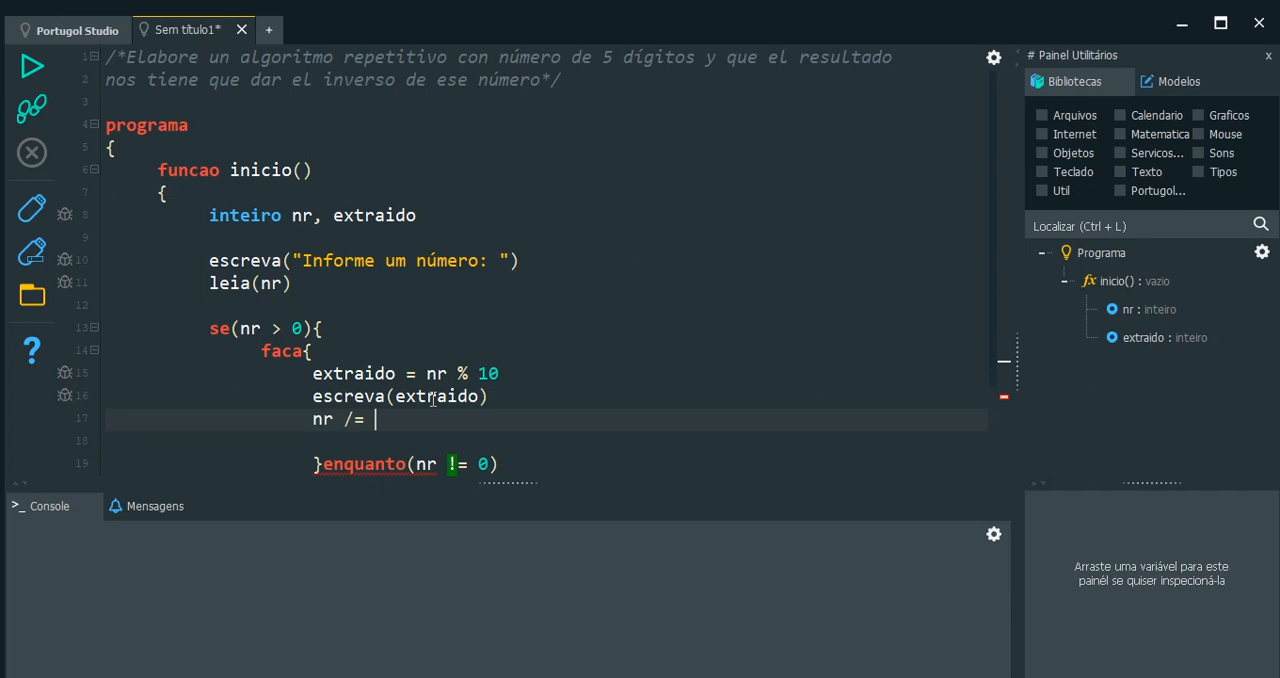 Portugol Studio
Sem título1*
+
1 /*Elabore un algoritmo repetitivo con número de 5 dígitos y que el resultado
2 nos tiene que dar el inverso de ese número*/
3
4 programa
5 {
6 funcao inicio()
7 {
8 inteiro nr, extraido
9
10 escreva("Informe um número: ")
11 leia(nr)
12
13 se(nr > 0){
14 faca{
15 extraido = nr % 10
16 escreva(extraido)
17 nr /=
18
19 }enquanto(nr != 0)
>_ Console
Mensagens
# Painel Utilitários x
Bibliotecas Modelos
Arquivos Calendario Graficos
Internet Matematica Mouse
Objetos Servicos... Sons
Teclado Texto Tipos
Util Portugol...
Localizar (Ctrl + L)
Programa
fx inicio() : vazio
nr : inteiro
extraido : inteiro
Arraste uma variável para este
painél se quiser inspecioná-la